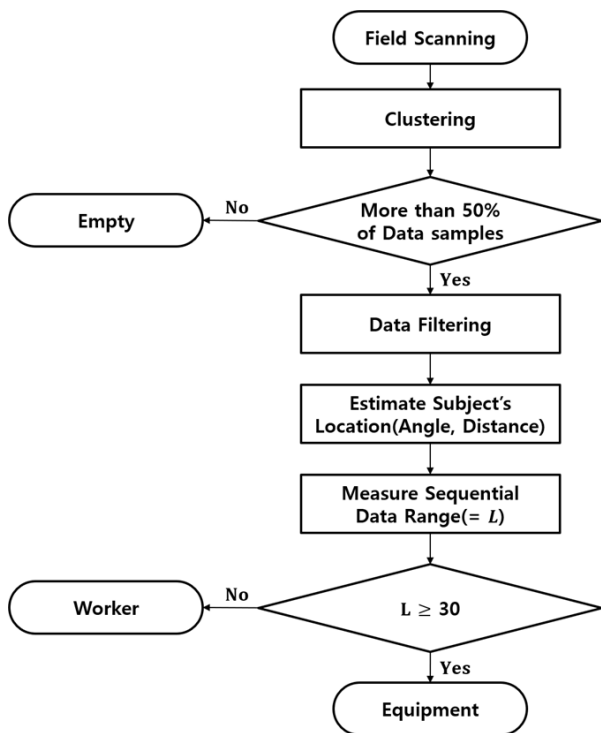 Field Scanning
Clustering
More than 50%
of Data samples
No
Empty
Yes
Data Filtering
Estimate Subject's
Location(Angle, Distance)
Measure Sequential
Data Range(= L)
L ≥ 30
No
Worker
Yes
Equipment